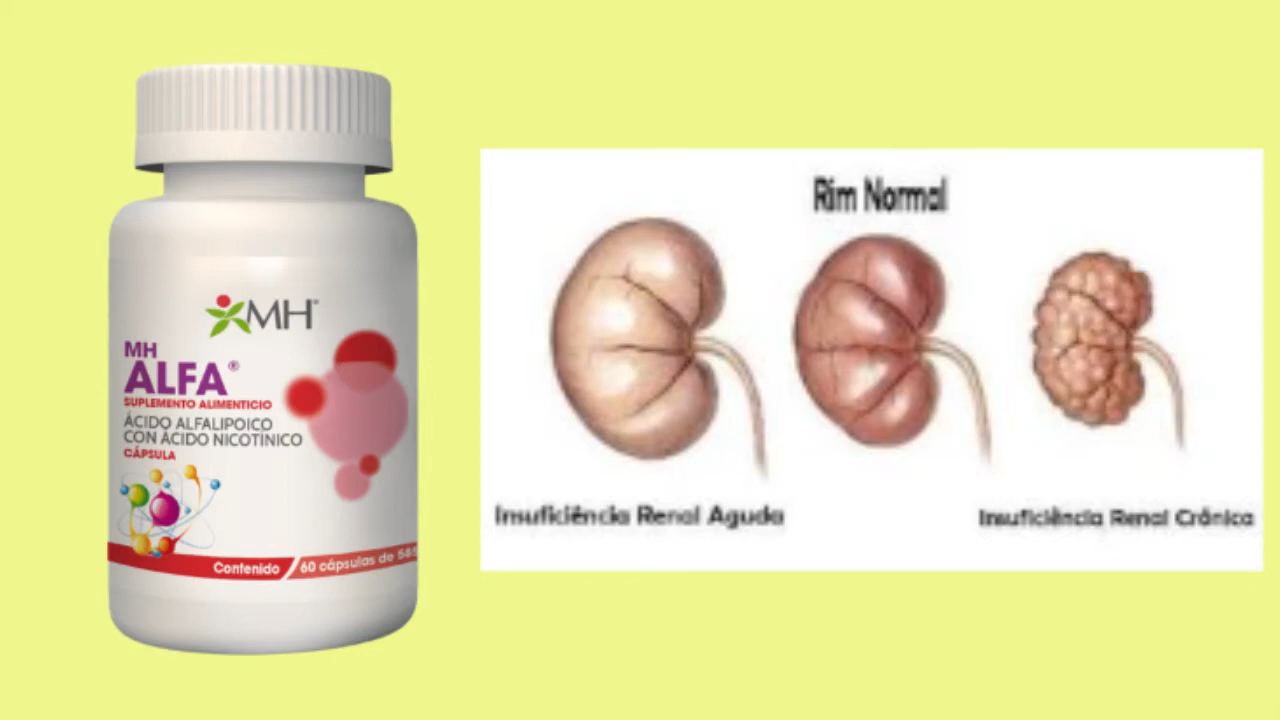 MH®
MH
ALFA®
SUPLEMENTO ALIMENTICIO
ÁCIDO ALFALIPOICO
CON ÁCIDO NICOTÍNICO
CÁPSULA
Contenido / 60 cápsulas de
Rim Normal
Insuficiência Renal Aguda
Insuficiência Renal Crônica